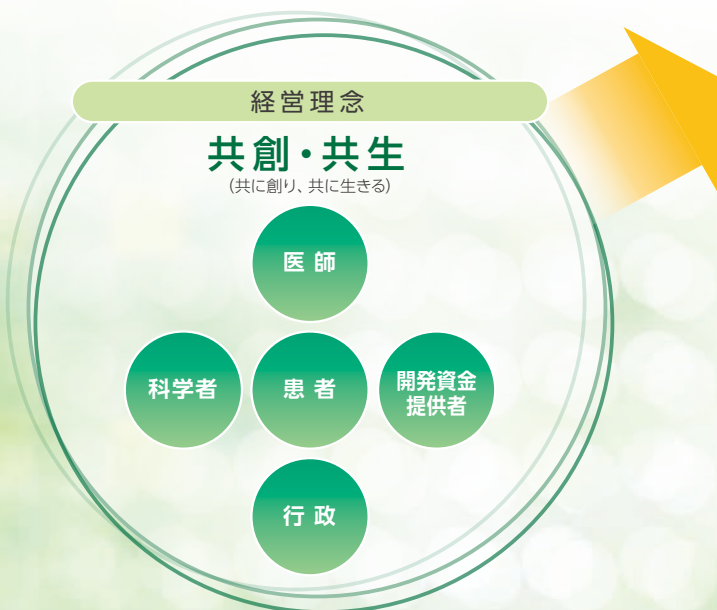 経営理念
共創・共生
(共に創り、共に生きる)
医師
科学者
患者
開発資金
提供者
行政